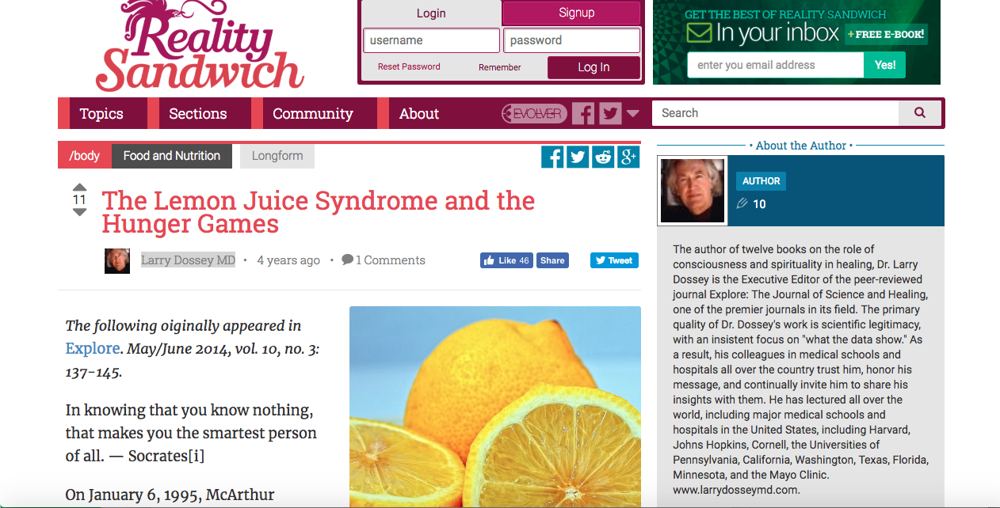 Reality
Sandwich
Login
Signup
username
password
Reset Password
Remember
Log In
GET THE BEST OF REALITY SANDWICH
In your inbox
+FREE E-BOOK!
enter you email address
Yes!
Topics
Sections
Community
About
EVOLVER
Search
/body
Food and Nutrition
Longform
11
The Lemon Juice Syndrome and the
Hunger Games
Larry Dossey MD • 4 years ago • 1 Comments
Like 46
Share
Tweet
The following oiginally appeared in
Explore. May/June 2014, vol. 10, no. 3:
137-145.
In knowing that you know nothing,
that makes you the smartest person
of all. — Socrates[i]
On January 6, 1995, McArthur
• About the Author •
AUTHOR
10
The author of twelve books on the role of
consciousness and spirituality in healing, Dr. Larry
Dossey is the Executive Editor of the peer-reviewed
journal Explore: The Journal of Science and Healing,
one of the premier journals in its field. The primary
quality of Dr. Dossey's work is scientific legitimacy,
with an insistent focus on "what the data show." As
a result, his colleagues in medical schools and
hospitals all over the country trust him, honor his
message, and continually invite him to share his
insights with them. He has lectured all over the
world, including major medical schools and
hospitals in the United States, including Harvard,
Johns Hopkins, Cornell, the Universities of
Pennsylvania, California, Washington, Texas, Florida,
Minnesota, and the Mayo Clinic.
www.larrydosseymd.com.